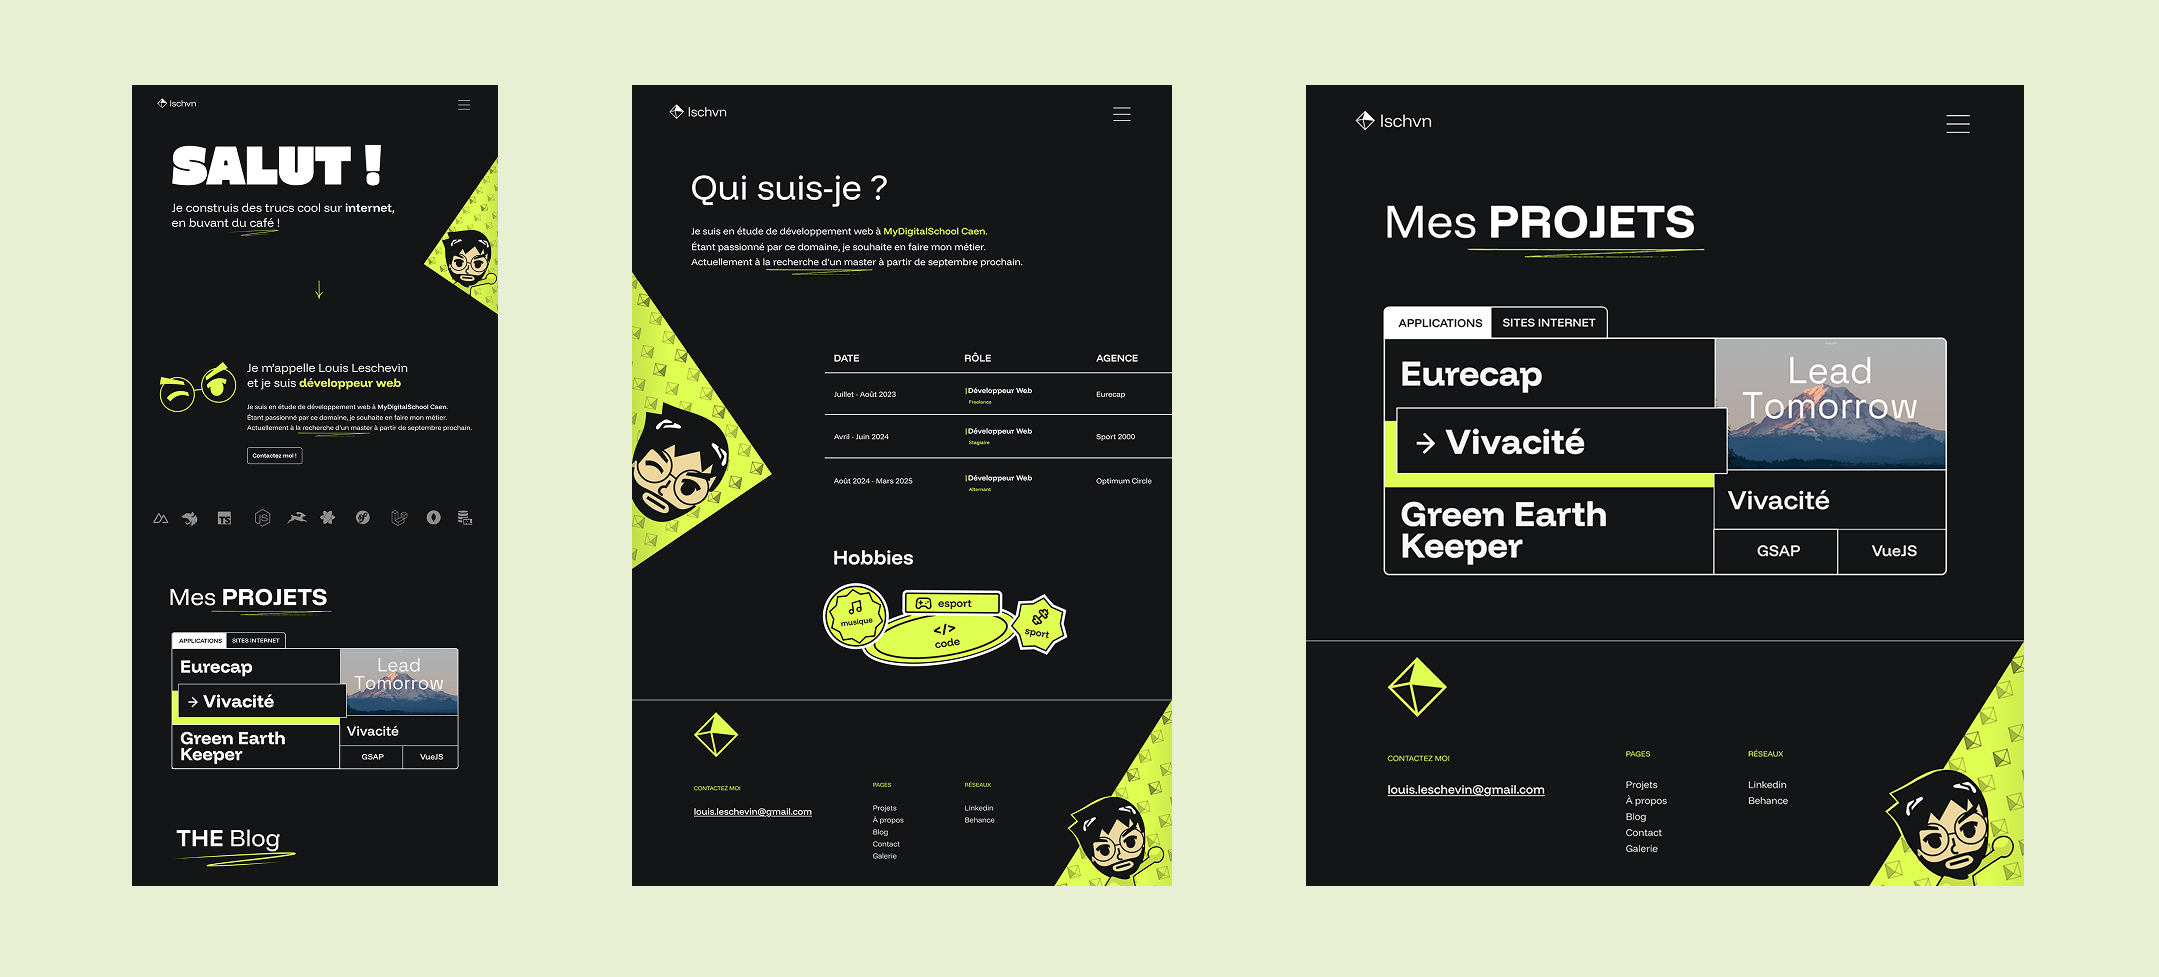 lschvn
SALUT !
Je construis des trucs cool sur internet,
en buvant du café !
Je m'appelle Louis Leschevin
et je suis développeur web
Je suis en étude de développement web à MyDigitalSchool Caen.
Étant passionné par ce domaine, je souhaite en faire mon métier.
Actuellement à la recherche d'un master à partir de septembre prochain.
Contactez moi !
TS
JS
Mes PROJETS
APPLICATIONS
SITES INTERNET
Eurecap
Vivacité
Green Earth
Keeper
Lead
Tomorrow
Vivacité
GSAP
VueJS
THE Blog
lschvn
Qui suis-je ?
Je suis en étude de développement web à MyDigitalSchool Caen.
Étant passionné par ce domaine, je souhaite en faire mon métier.
Actuellement à la recherche d'un master à partir de septembre prochain.
DATE RÔLE AGENCE
Juillet - Août 2023 |Développeur Web Eurecap
Freelance
Avril - Juin 2024 |Développeur Web Sport 2000
Stagiaire
Août 2024 - Mars 2025 |Développeur Web Optimum Circle
Alternant
Hobbies
musique
esport
</>
code
sport
CONTACTEZ MOI
louis.leschevin@gmail.com
PAGES
Projets
À propos
Blog
Contact
Galerie
RÉSEAUX
Linkedin
Behance
lschvn
Mes PROJETS
APPLICATIONS
SITES INTERNET
Eurecap
→ Vivacité
Green Earth
Keeper
Lead
Tomorrow
Vivacité
GSAP
VueJS
CONTACTEZ MOI
louis.leschevin@gmail.com
PAGES
Projets
À propos
Blog
Contact
Galerie
RÉSEAUX
Linkedin
Behance